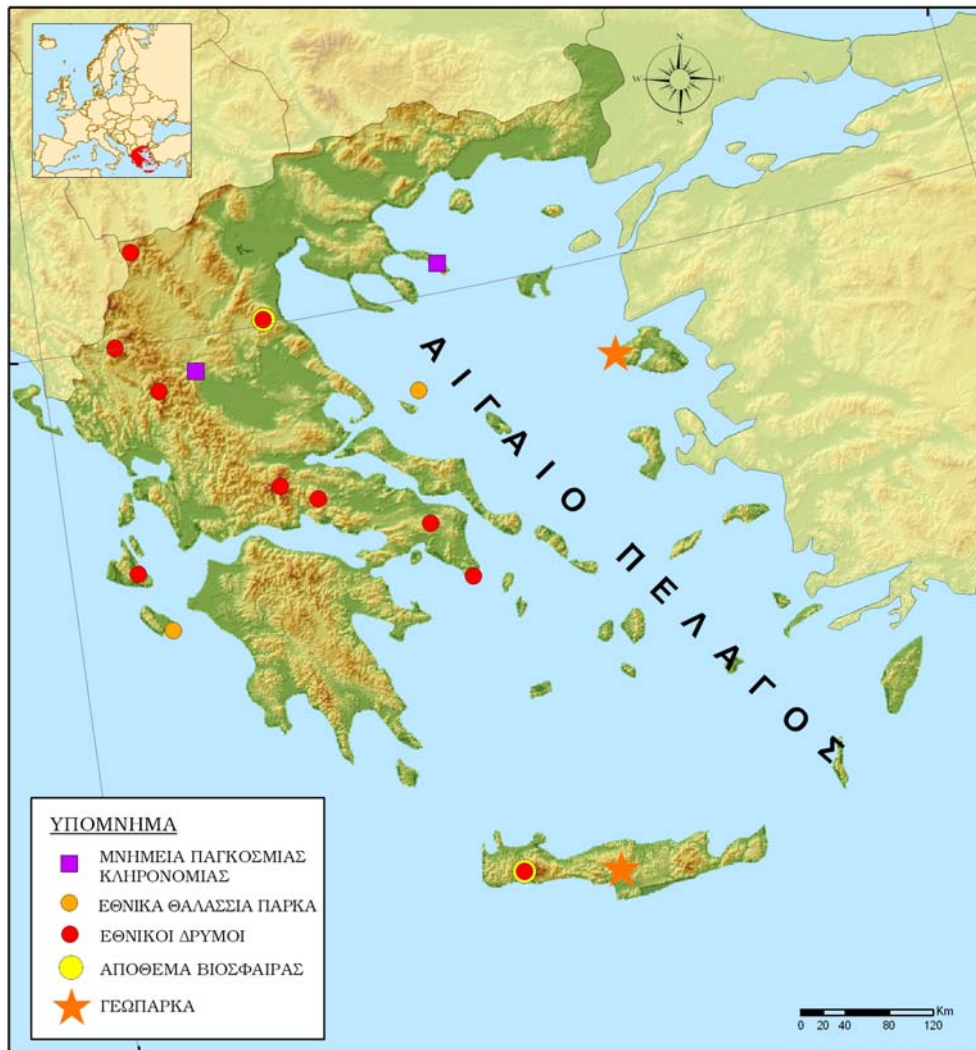 N
W E
S
ΑΙΓΑΙΟ ΠΕΛΑΓΟΣ
ΥΠΟΜΝΗΜΑ
ΜΝΗΜΕΙΑ ΠΑΓΚΟΣΜΙΑΣ
ΚΛΗΡΟΝΟΜΙΑΣ
ΕΘΝΙΚΑ ΘΑΛΑΣΣΙΑ ΠΑΡΚΑ
ΕΘΝΙΚΟΙ ΔΡΥΜΟΙ
ΑΠΟΘΕΜΑ ΒΙΟΣΦΑΙΡΑΣ
ΓΕΩΠΑΡΚΑ
Km
0 20 40 80 120